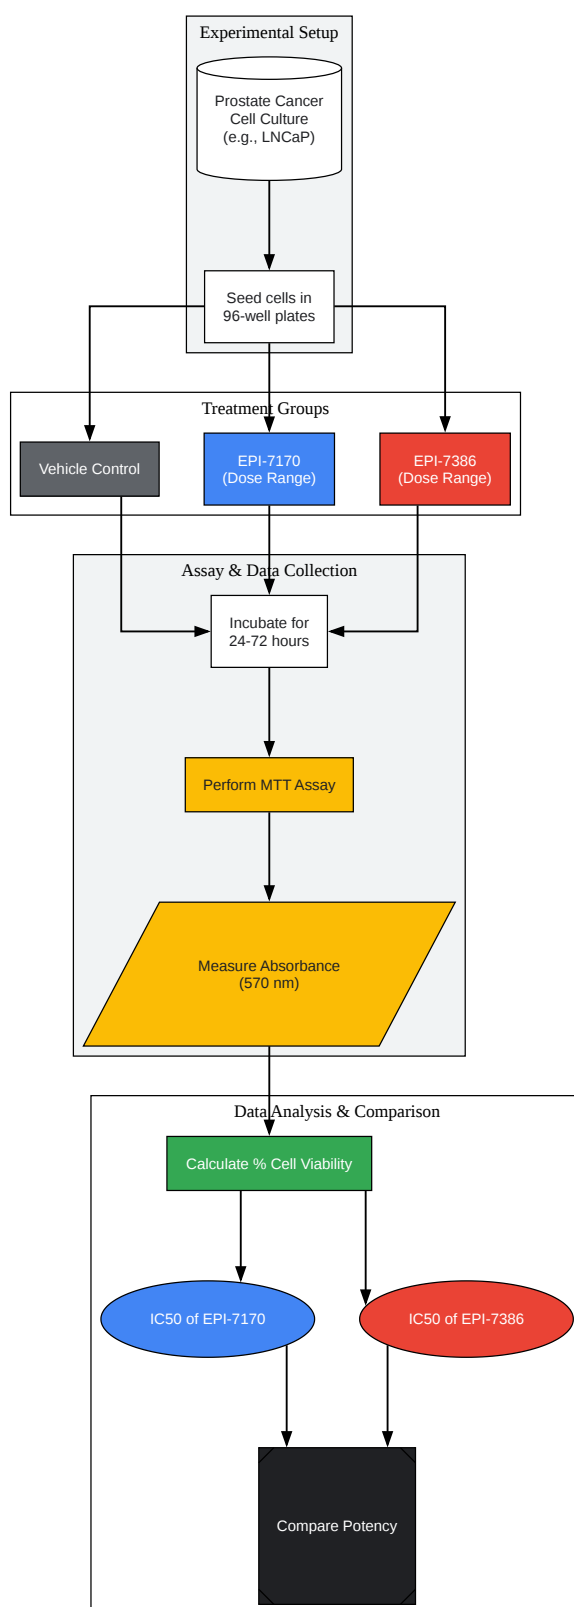 Experimental Setup
Prostate Cancer
Cell Culture
(e.g., LNCaP)
Seed cells in
96-well plates
Treatment Groups
Vehicle Control
EPI-7170
(Dose Range)
EPI-7386
(Dose Range)
Assay & Data Collection
Incubate for
24-72 hours
Perform MTT Assay
Measure Absorbance
(570 nm)
Data Analysis & Comparison
Calculate % Cell Viability
IC50 of EPI-7170
IC50 of EPI-7386
Compare Potency